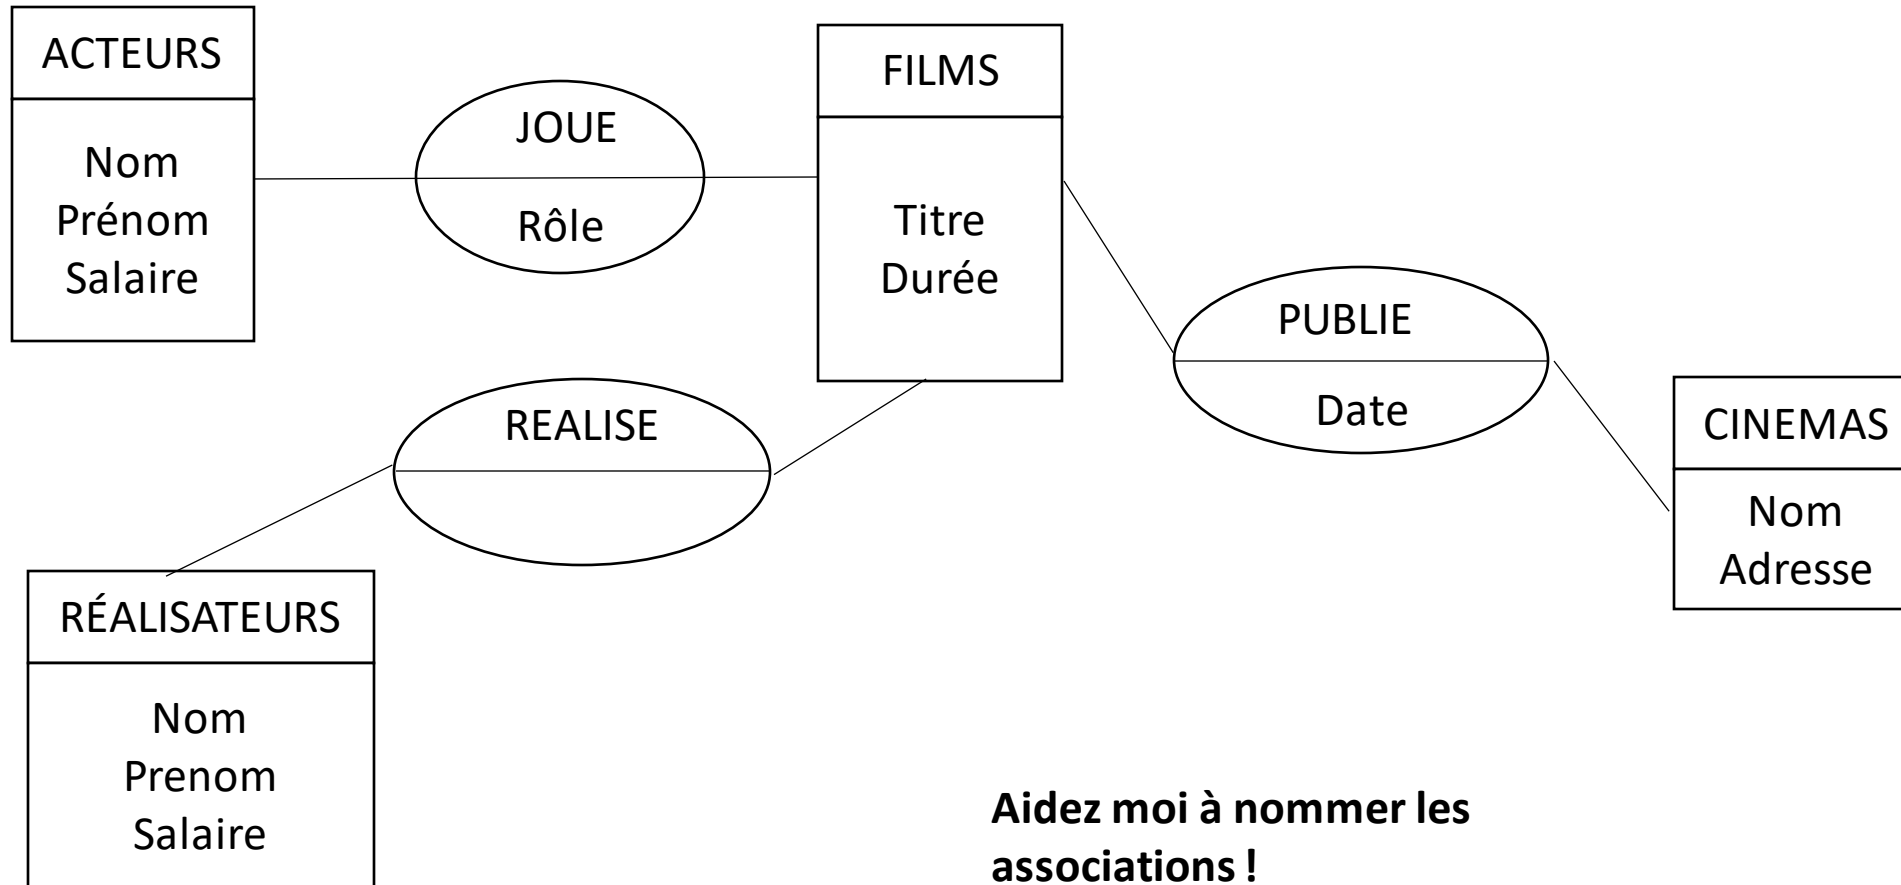 ACTEURS
Nom
Prénom
Salaire
JOUE
Rôle
FILMS
Titre
Durée
PUBLIE
Date
CINEMAS
Nom
Adresse
REALISE
RÉALISATEURS
Nom
Prenom
Salaire
Aidez moi à nommer les
associations !